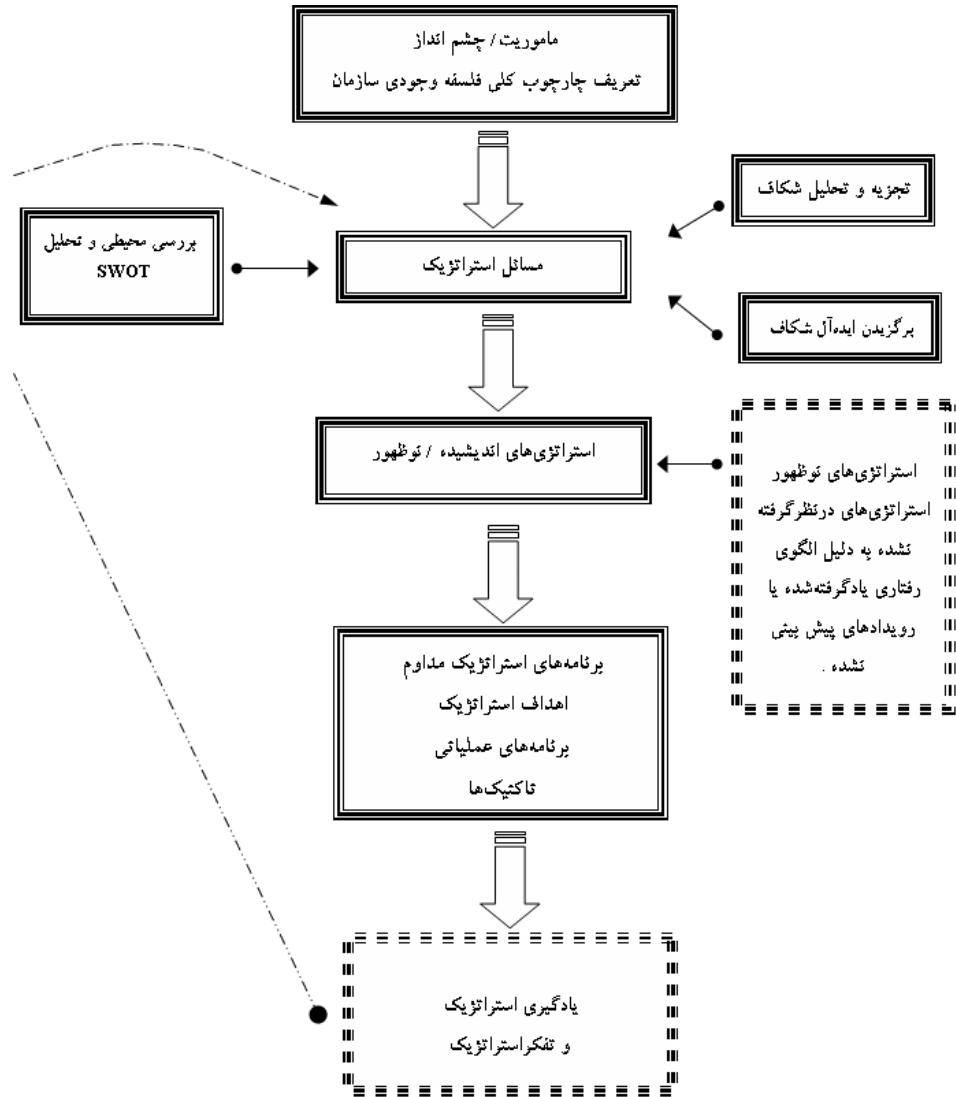 ماموریت / چشم انداز
تعریف چارچوب کلی فلسفه وجودی سازمان
تجزیه و تحلیل شکاف
بررسی محیطی و تحلیل
SWOT
مسائل استراتژیک
برگزیدن ایده‌آل شکاف
استراتژی‌های اندیشیده / نوظهور
استراتژی‌های نوظهور
استراتژی‌های درنظرگرفته
نشده به دلیل الگوی
رفتاری یادگرفته‌شده یا
رویدادهای پیش بینی
نشده .
برنامه‌های استراتژیک مداوم
اهداف استراتژیک
برنامه‌های عملیاتی
تاکتیک‌ها
یادگیری استراتژیک
و تفکراستراتژیک